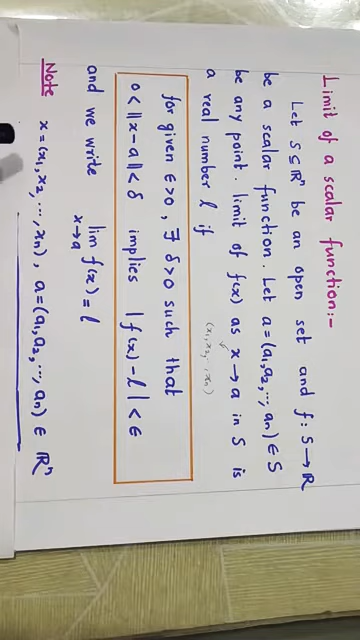 Limit of a scalar function:-
Let S ⊆ ℝⁿ be an open set and f: S → ℝ
be a scalar function. Let a = (a₁, a₂, ..., aₙ) ∈ S
be any point. limit of f(x) as x → a in S is
(x₁, x₂, ..., xₙ)
a real number l if
for given ϵ>0, ∃ δ>0 such that
0 < ||x-a|| < δ implies |f(x) - l| < ϵ
and we write lim f(x) = l
x→a
Note x = (x₁, x₂, ..., xₙ), a = (a₁, a₂, ..., aₙ) ∈ ℝⁿ